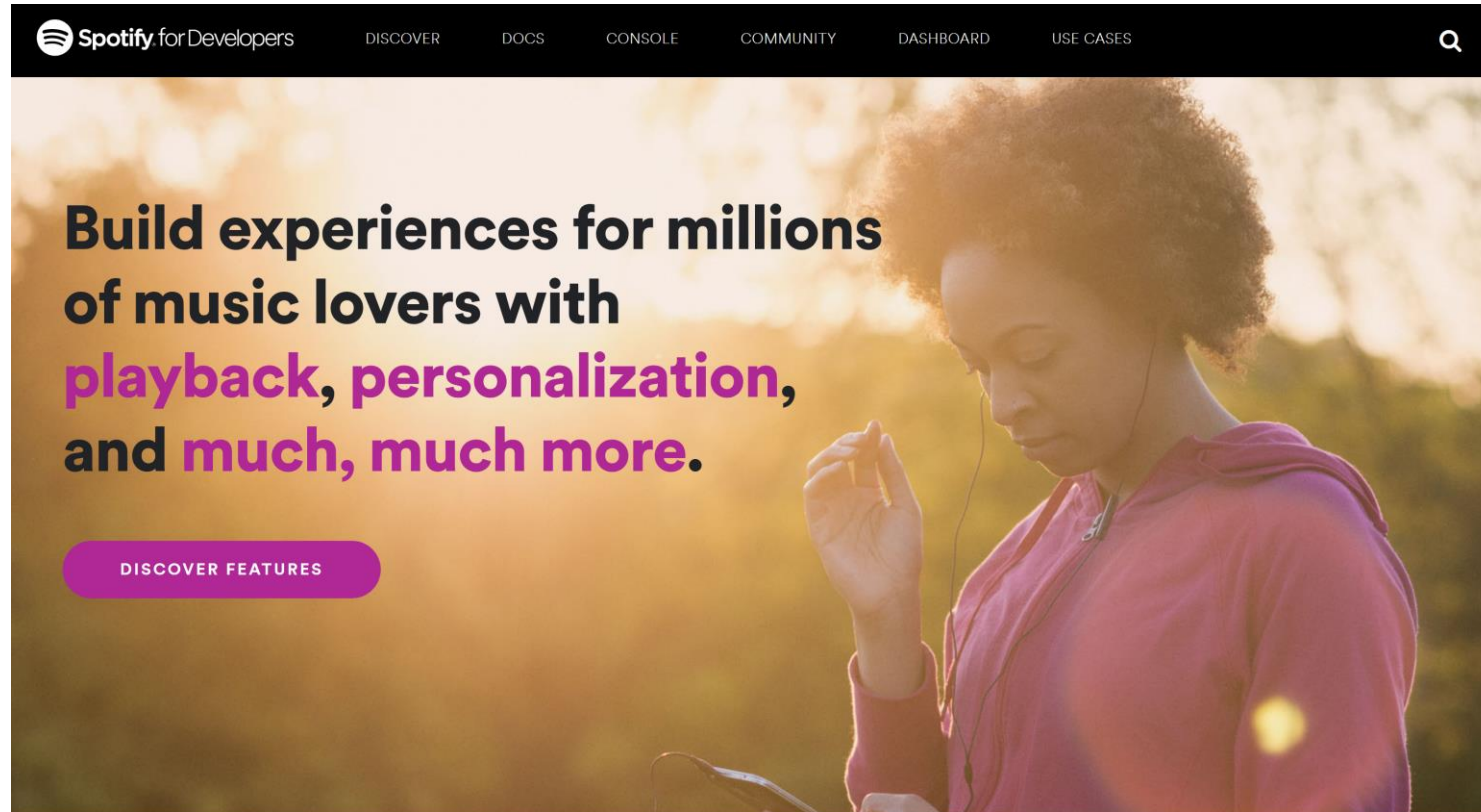 Spotify for Developers
DISCOVER
DOCS
CONSOLE
COMMUNITY
DASHBOARD
USE CASES
Build experiences for millions
of music lovers with
playback, personalization,
and much, much more.
DISCOVER FEATURES